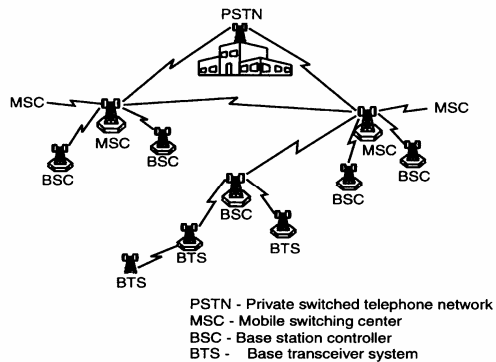 PSTN
MSC
MSC
MSC
BSC
BSC
MSC
BSC
BSC
BSC
BTS
BTS
BTS
PSTN - Private switched telephone network
MSC - Mobile switching center
BSC - Base station controller
BTS - Base transceiver system